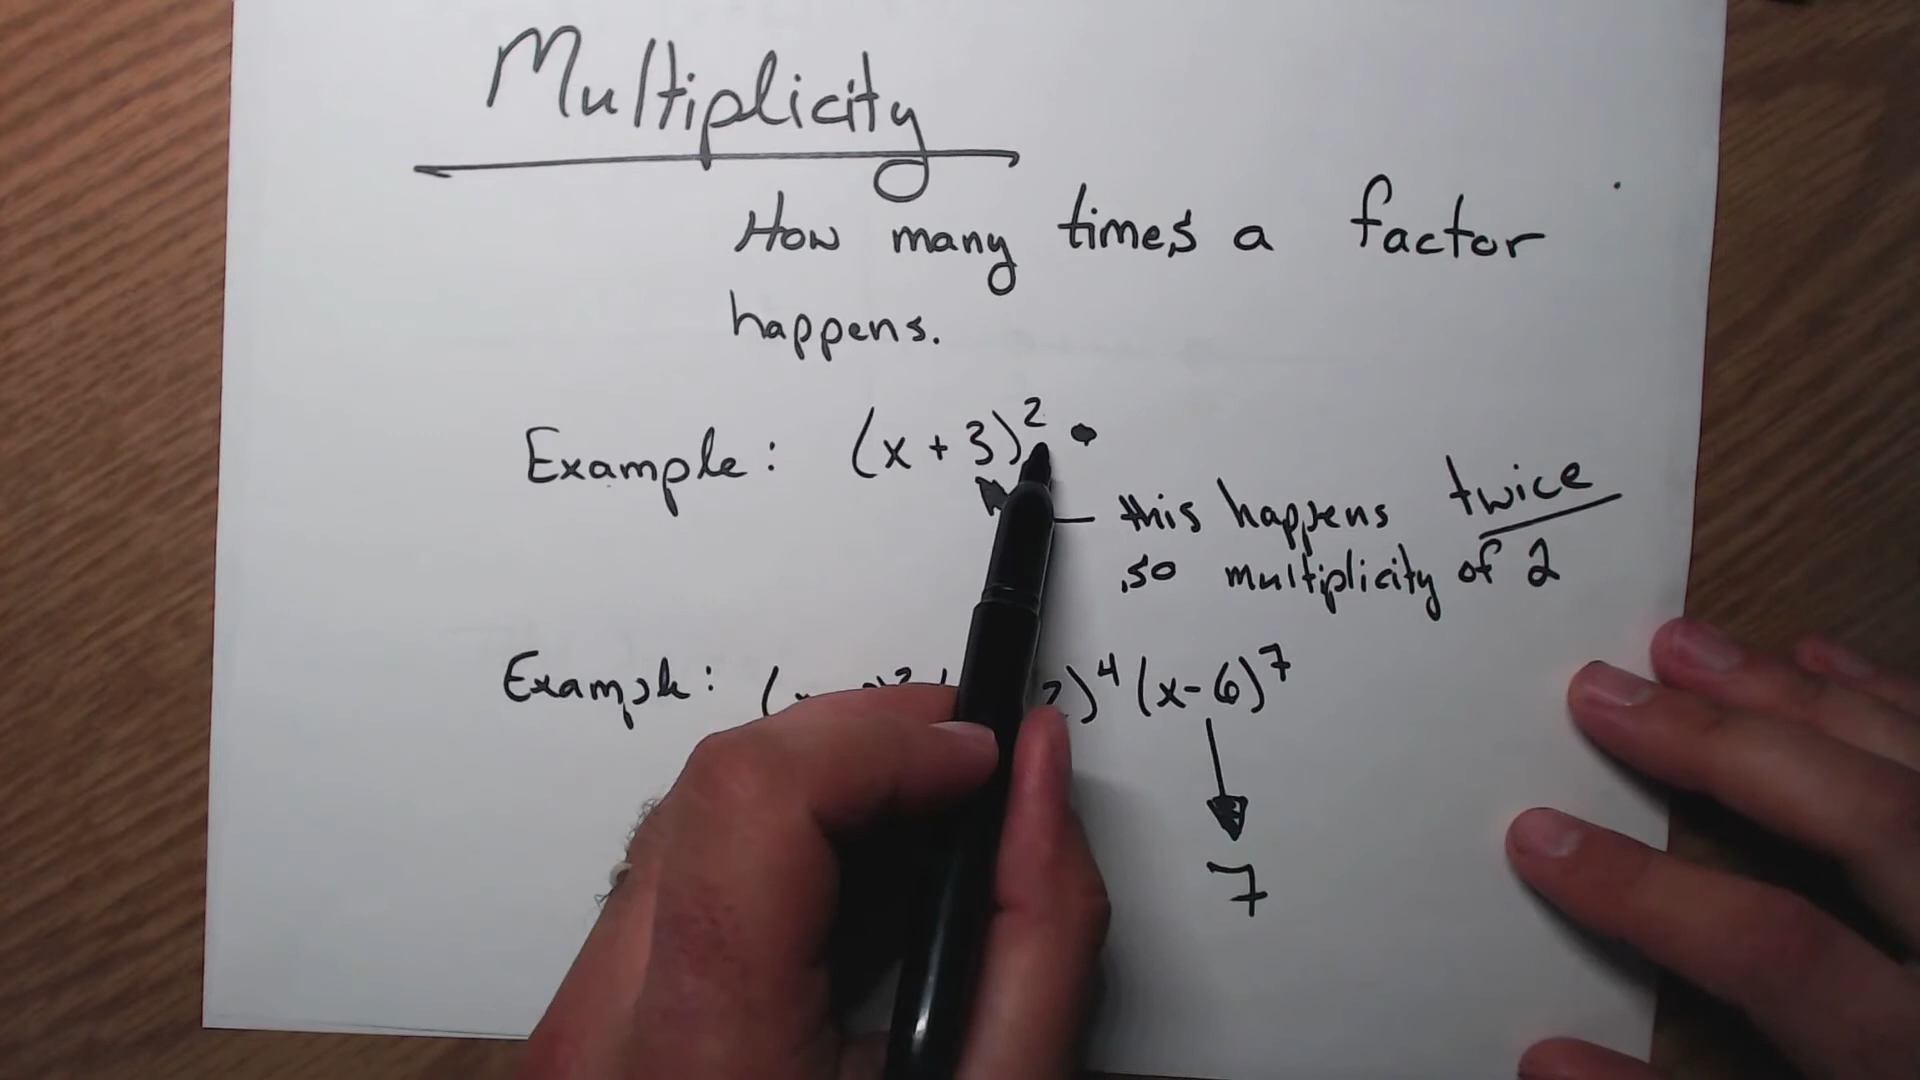 Multiplicity
How many times a factor
happens.
Example: (x + 3)²
this happens twice
so multiplicity of 2
Example: )⁴ (x - 6)⁷
7